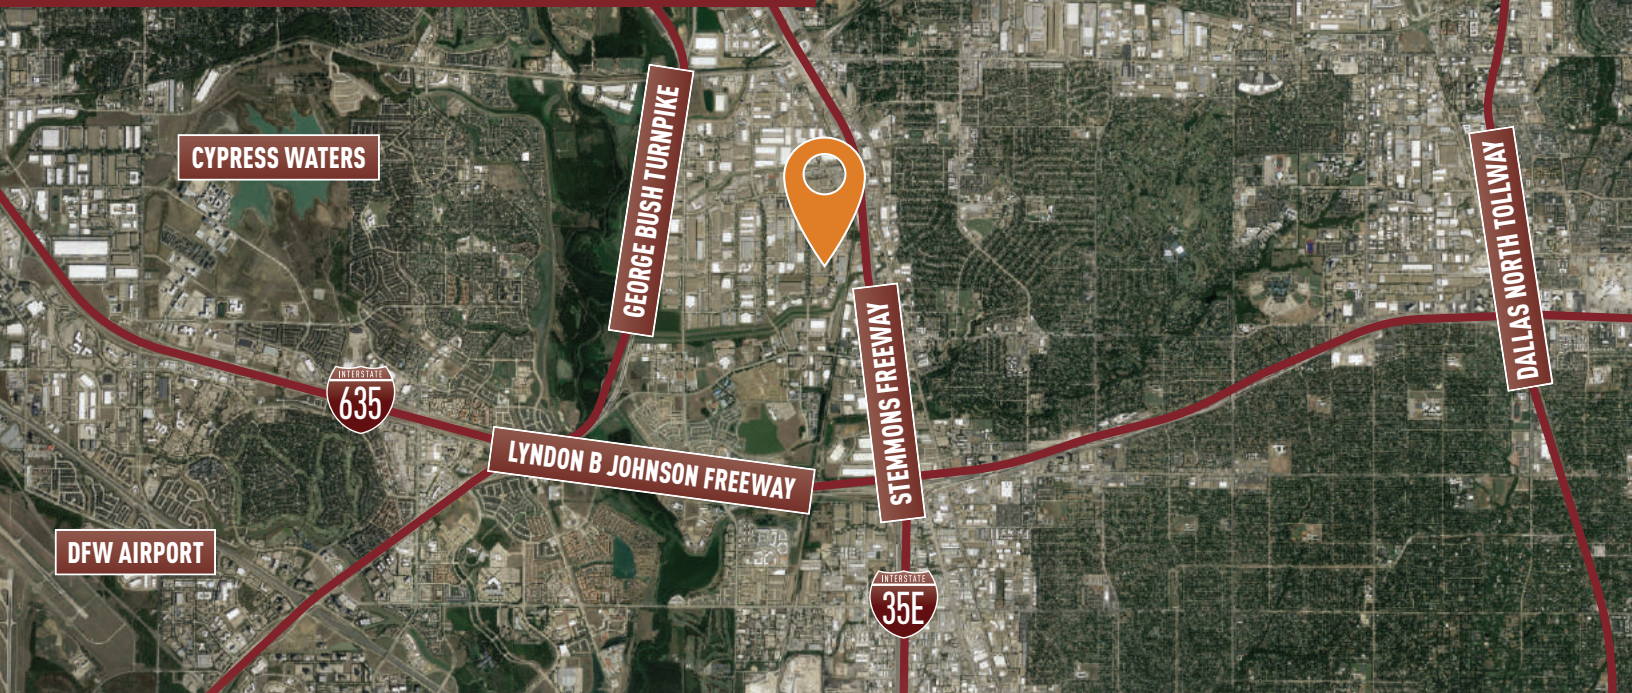 GEORGE BUSH TURNPIKE
CYPRESS WATERS
DALLAS NORTH TOLLWAY
STEMMONS FREEWAY
INTERSTATE
635
LYNDON B JOHNSON FREEWAY
DFW AIRPORT
INTERSTATE
35E